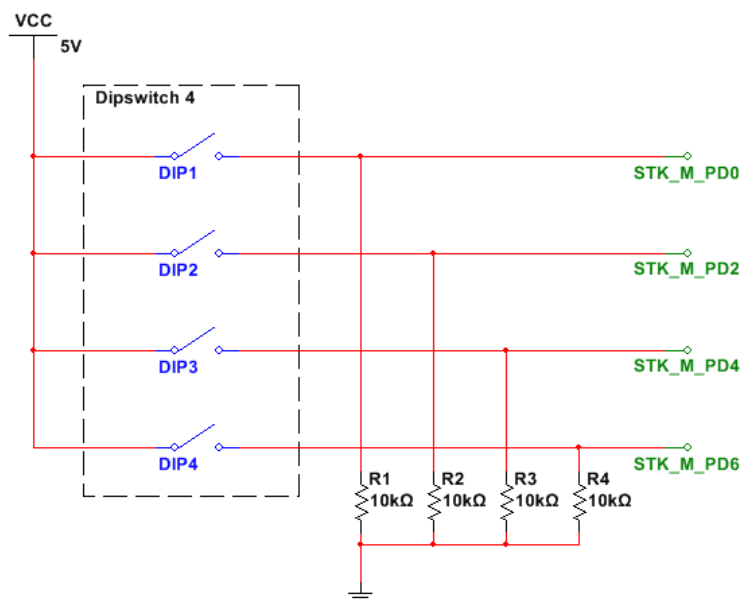 VCC
5V
Dipswitch 4
DIP1
STK_M_PD0
DIP2
STK_M_PD2
DIP3
STK_M_PD4
DIP4
STK_M_PD6
R1
10kΩ
R2
10kΩ
R3
10kΩ
R4
10kΩ